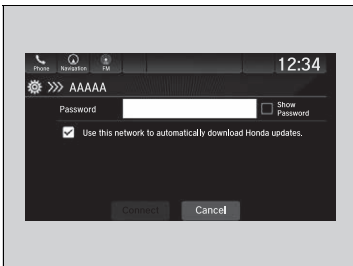 Phone Navigation FM 12:34
AAAAA
Password Show Password
Use this network to automatically download Honda updates.
Connect Cancel